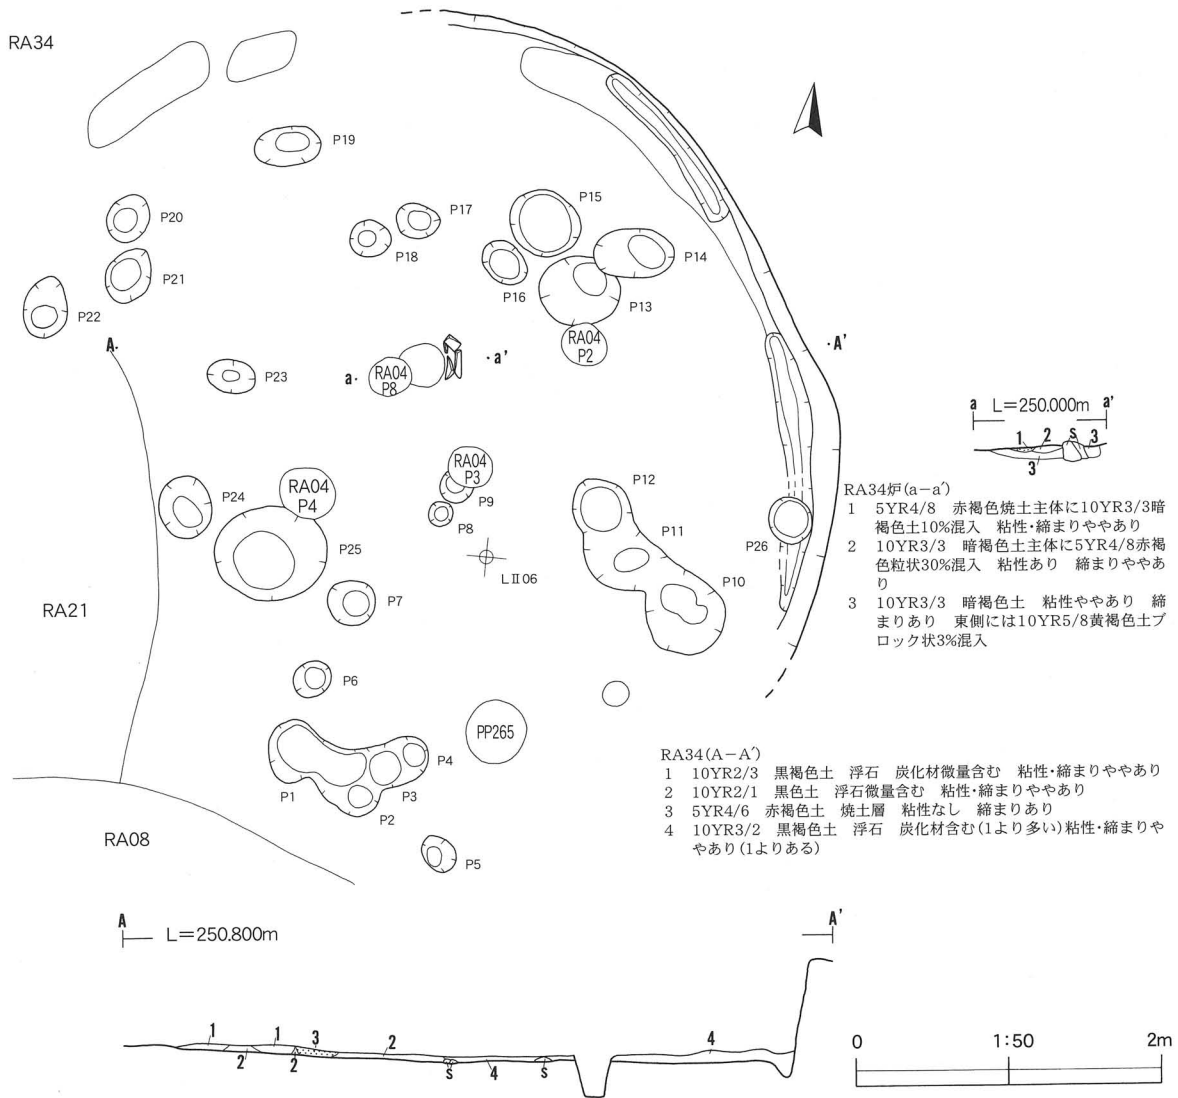 RA34
P19
P20
P17
P15
P18
P21
P14
P16
P22
P13
A·
RA04
P2
·A'
P23
a·
RA04
P8
·a'
a L=250.000m a'
1 2 s 3
3
RA34炉(a-a')
1 5YR4/8 赤褐色焼土主体に10YR3/3暗
褐色土10%混入 粘性・締まりややあり
2 10YR3/3 暗褐色土主体に5YR4/8赤褐
色粒状30%混入 粘性あり 締まりややあ
り
3 10YR3/3 暗褐色土 粘性ややあり 締
まりあり 東側には10YR5/8黄褐色土ブ
ロック状3%混入
RA04
P3
P24
RA04
P4
P9
P8
P12
P11
P25
P26
LⅡ06
P10
P7
RA21
P6
PP265
P4
P1
P3
P2
RA08
P5
RA34(A-A')
1 10YR2/3 黒褐色土 浮石 炭化材微量含む 粘性・締まりややあり
2 10YR2/1 黒色土 浮石微量含む 粘性・締まりややあり
3 5YR4/6 赤褐色土 焼土層 粘性なし 締まりあり
4 10YR3/2 黒褐色土 浮石 炭化材含む(1より多い)粘性・締まりや
やあり(1よりある)
A L=250.800m A'
1 1 3 2 4
2 2 s 4 s
0 1:50 2m